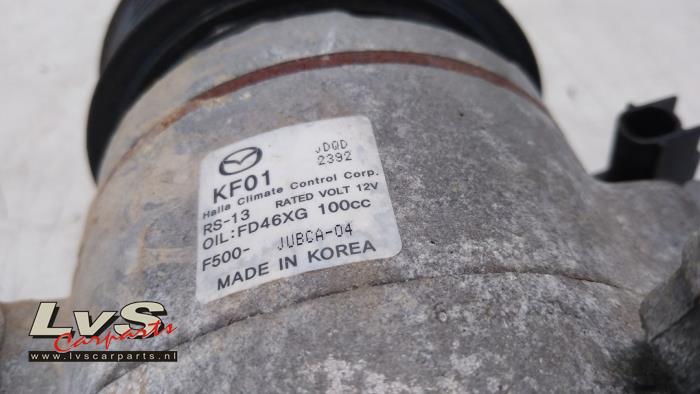 JDQD
2392
KF01
Halla Climate Control Corp.
RS-13 RATED VOLT 12V
OIL:FD46XG 100cc
F500- JUBCA-04
MADE IN KOREA
LvS
Carparts
www.lvscarparts.nl